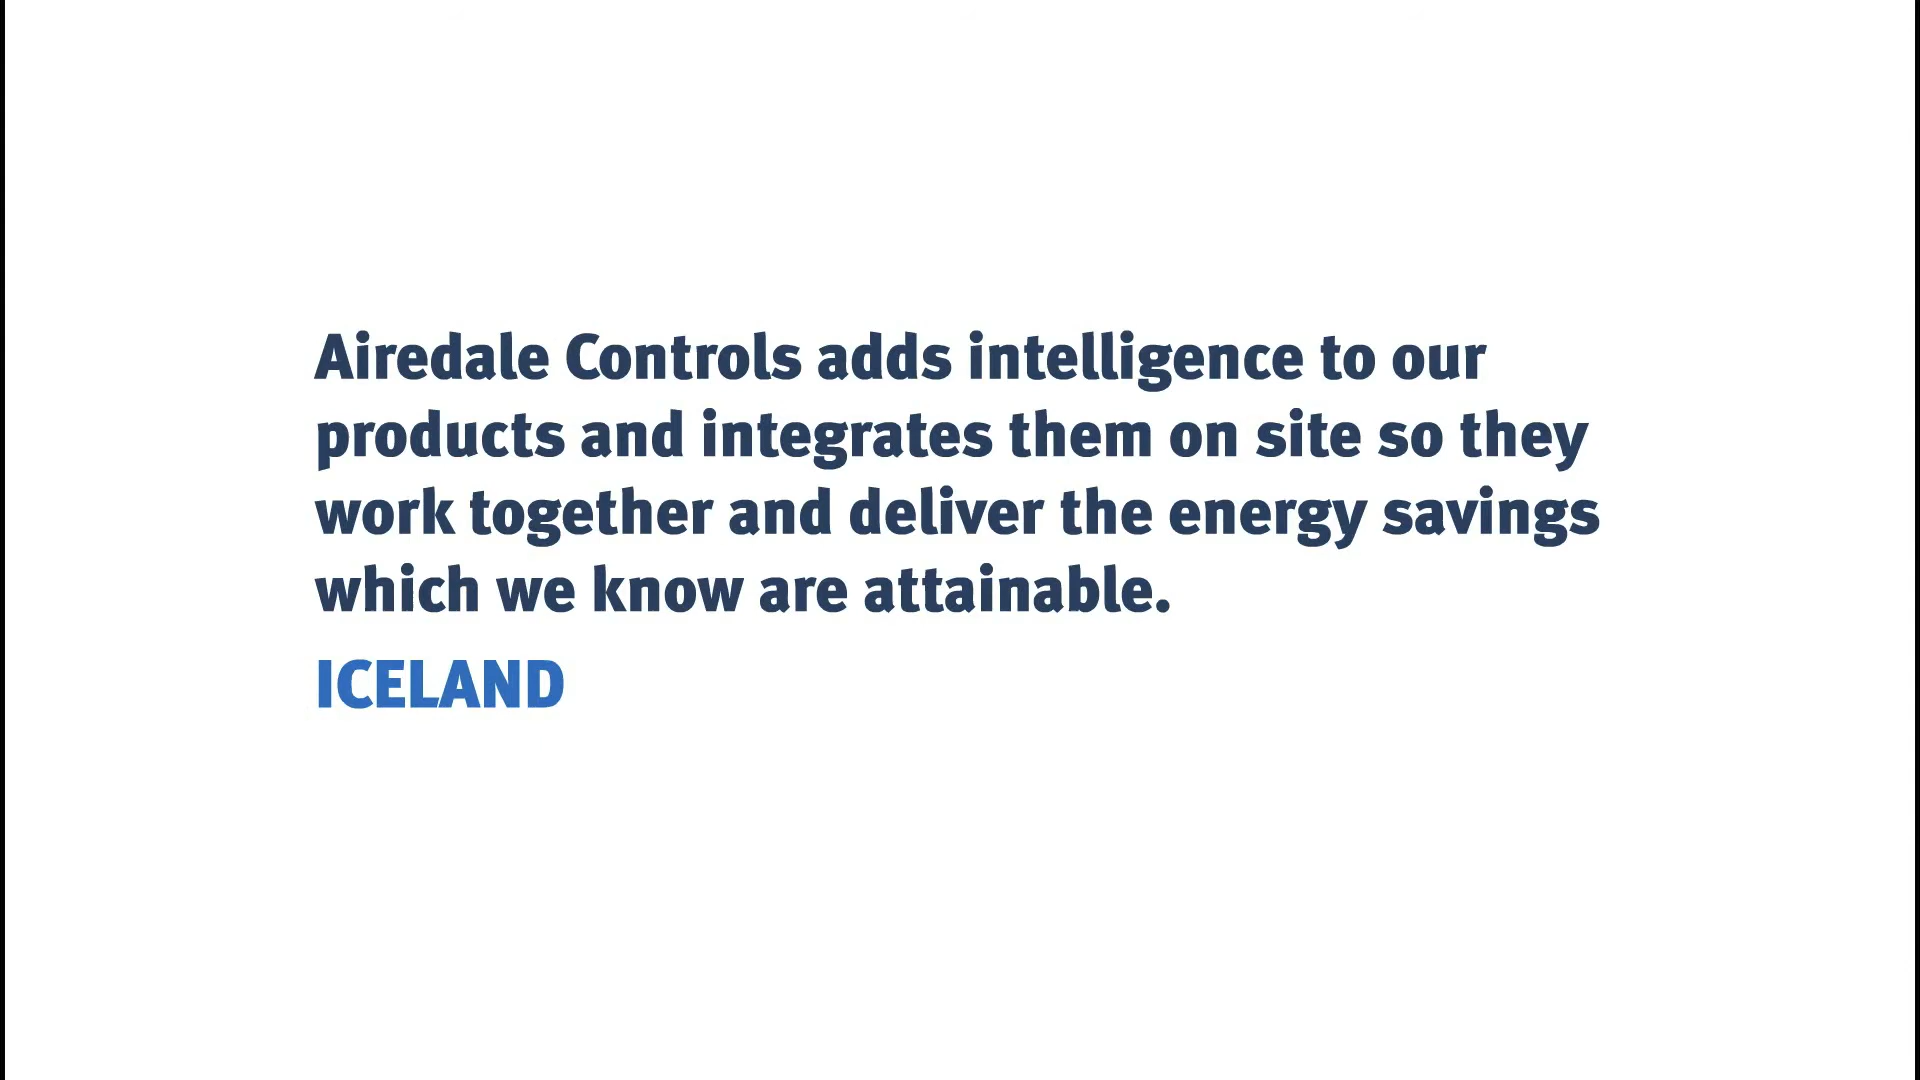 Airedale Controls adds intelligence to our
products and integrates them on site so they
work together and deliver the energy savings
which we know are attainable.
ICELAND